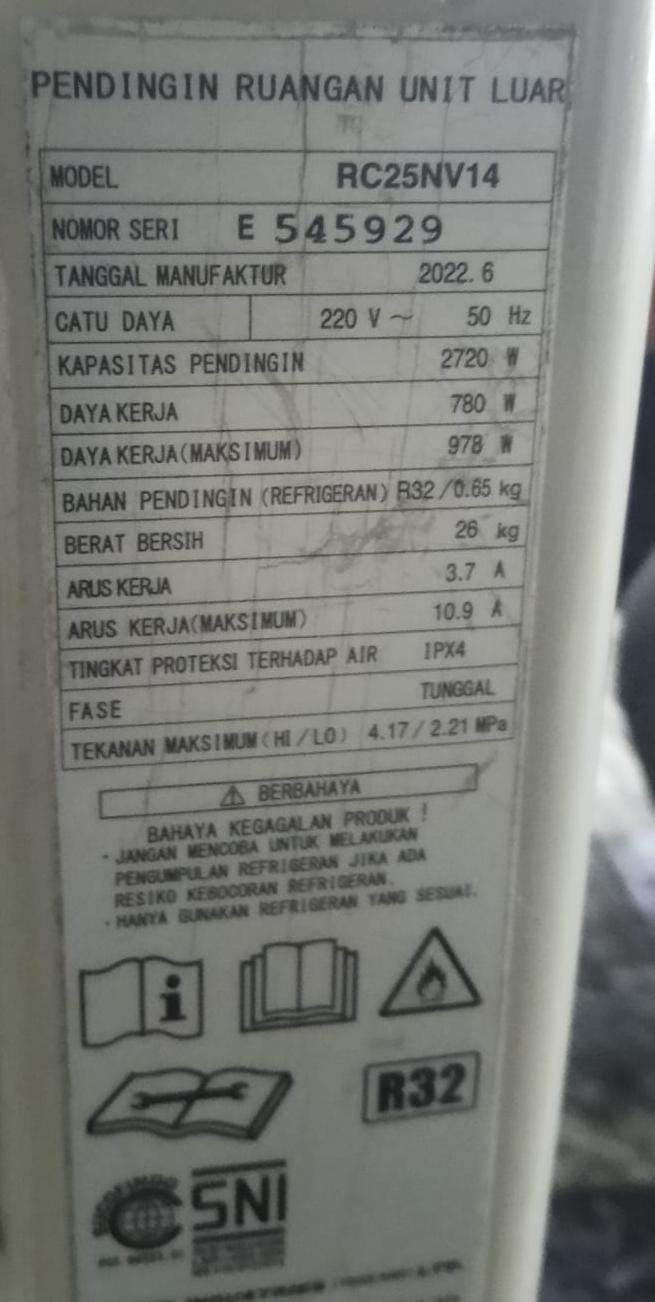 PENDINGIN RUANGAN UNIT LUAR
MODEL RC25NV14
NOMOR SERI E 545929
TANGGAL MANUFAKTUR 2022. 6
CATU DAYA 220 V ~ 50 Hz
KAPASITAS PENDINGIN 2720 W
DAYA KERJA 780 W
DAYA KERJA(MAKSIMUM) 978 W
BAHAN PENDINGIN (REFRIGERAN) R32/0.65 kg
BERAT BERSIH 26 kg
ARUS KERJA 3.7 A
ARUS KERJA(MAKSIMUM) 10.9 A
TINGKAT PROTEKSI TERHADAP AIR IPX4
FASE TUNGGAL
TEKANAN MAKSIMUM(HI/LO) 4.17/2.21 MPa
⚠ BERBAHAYA
BAHAYA KEGAGALAN PRODUK !
- JANGAN MENCOBA UNTUK MELAKUKAN
PENGUMPULAN REFRIGERAN JIKA ADA
RESIKO KEBOCORAN REFRIGERAN.
- HANYA GUNAKAN REFRIGERAN YANG SESUAI.
i
R32
SNI